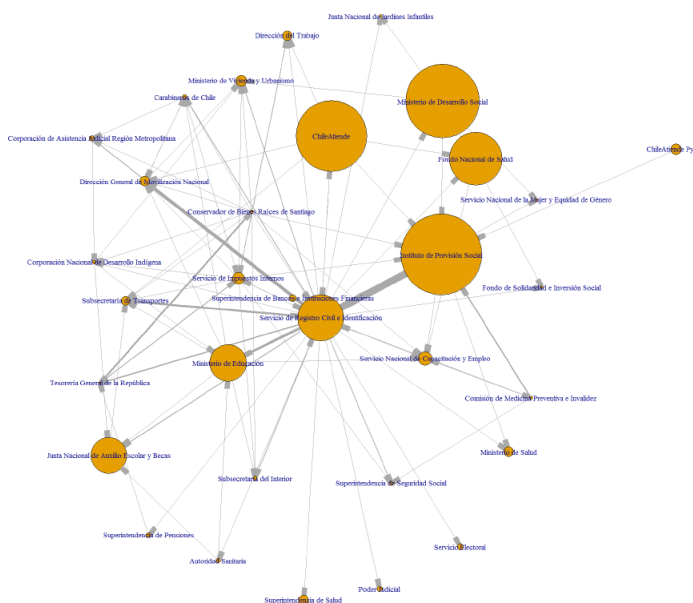 Junta Nacional de Jardines Infantiles
Dirección del Trabajo
Ministerio de Vivienda y Urbanismo
Carabineros de Chile
Ministerio de Desarrollo Social
ChileAtiende
Corporación de Asistencia Judicial Región Metropolitana
ChileAtiende Py
Fondo Nacional de Salud
Dirección General de Movilización Nacional
Servicio Nacional de la Mujer y Equidad de Género
Conservador de Bienes Raíces de Santiago
Instituto de Previsión Social
Corporación Nacional de Desarrollo Indígena
Servicio de Impuestos Internos
Fondo de Solidaridad e Inversión Social
Superintendencia de Bancos e Instituciones Financieras
Subsecretaría de Transportes
Servicio de Registro Civil e Identificación
Servicio Nacional de Capacitación y Empleo
Ministerio de Educación
Tesorería General de la República
Comisión de Medicina Preventiva e Invalidez
Ministerio de Salud
Junta Nacional de Auxilio Escolar y Becas
Subsecretaría del Interior
Superintendencia de Seguridad Social
Superintendencia de Pensiones
Servicio Electoral
Autoridad Sanitaria
Poder Judicial
Superintendencia de Salud